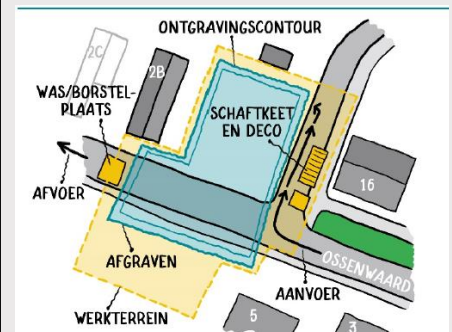 ONTGRAVINGSCONTOUR
2C
2B
WAS/BORSTEL-
PLAATS
SCHAFTKEET
EN DECO
16
AFVOER
AFGRAVEN
OSSENWAARD
AANVOER
WERKTERREIN
5
3